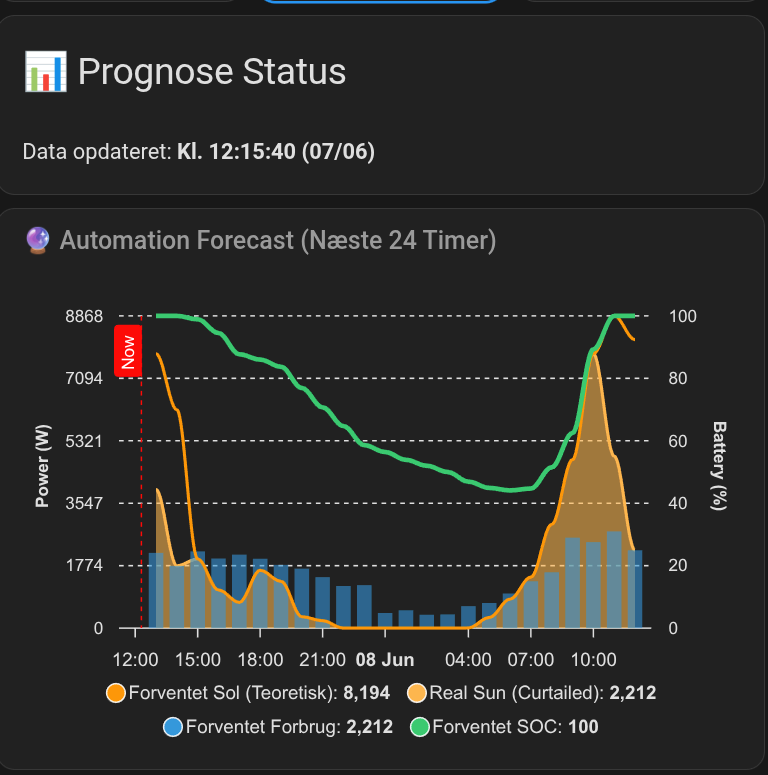 Prognose Status
Data opdateret: Kl. 12:15:40 (07/06)
Automation Forecast (Næste 24 Timer)
8868
100
Now
7094
80
5321
60
Power (W)
Battery (%)
3547
40
1774
20
0
0
12:00 15:00 18:00 21:00 08 Jun 04:00 07:00 10:00
Forventet Sol (Teoretisk): 8,194 Real Sun (Curtailed): 2,212
Forventet Forbrug: 2,212 Forventet SOC: 100